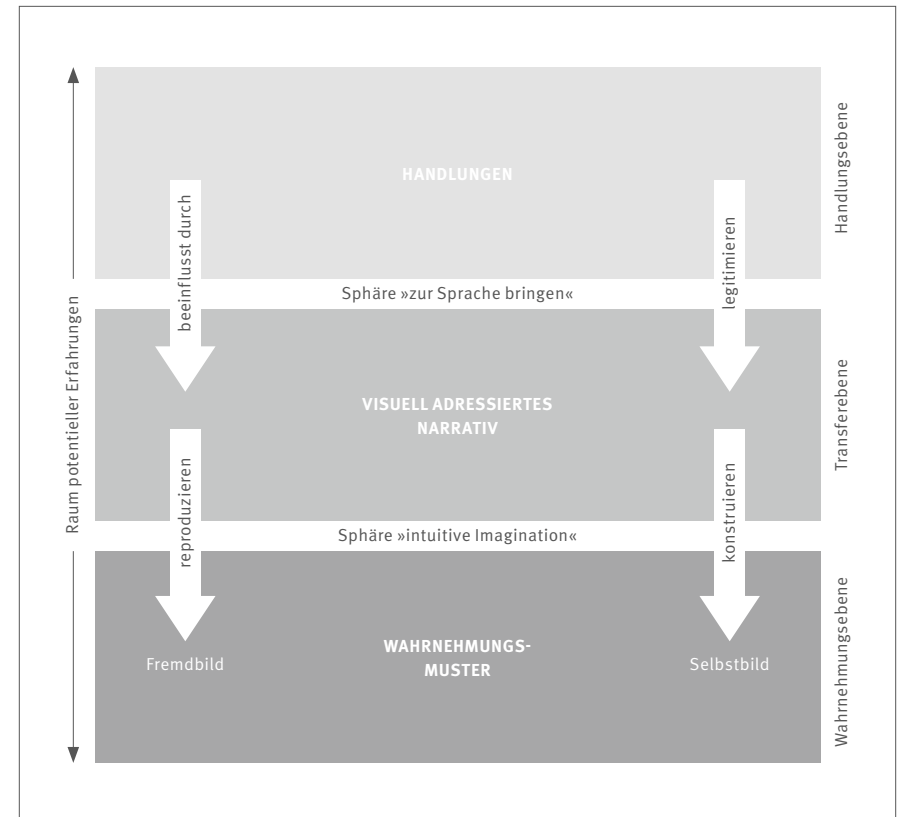 HANDLUNGEN
Handlungsebene
beeinflusst durch
legitimieren
Sphäre »zur Sprache bringen«
Raum potentieller Erfahrungen
VISUELL ADRESSIERTES
NARRATIV
Transferebene
reproduzieren
konstruieren
Sphäre »intuitive Imagination«
WAHRNEHMUNGS-
MUSTER
Fremdbild
Selbstbild
Wahrnehmungsebene